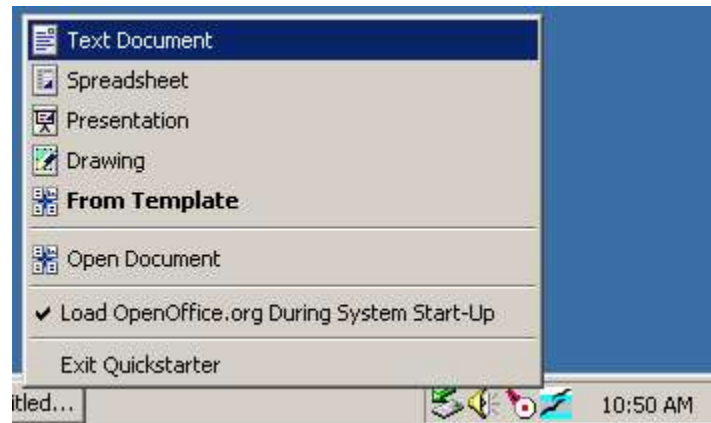 Text Document
Spreadsheet
Presentation
Drawing
From Template
Open Document
Load OpenOffice.org During System Start-Up
Exit Quickstarter
itled...
10:50 AM